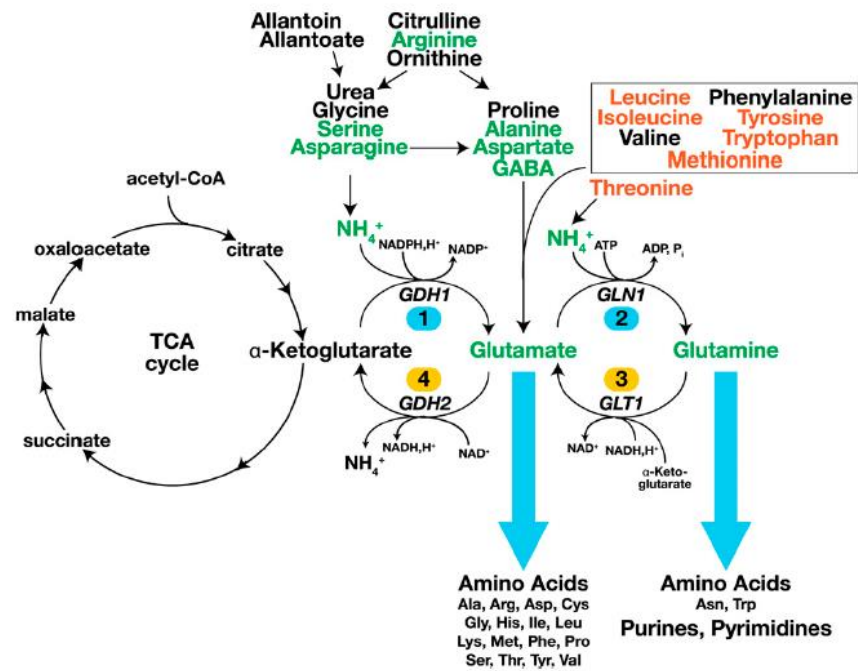 Allantoin
Allantoate
Citrulline
Arginine
Ornithine
Urea
Glycine
Serine
Asparagine
Proline
Alanine
Aspartate
GABA
Leucine Phenylalanine
Isoleucine Tyrosine
Valine Tryptophan
Methionine
Threonine
acetyl-CoA
oxaloacetate
citrate
malate
succinate
TCA
cycle
α-Ketoglutarate
NH₄⁺
NADPH,H⁺
NADP⁺
GDH1
1
4
GDH2
NH₄⁺
NADH,H⁺
NAD⁺
Glutamate
NH₄⁺
ATP
ADP, Pᵢ
GLN1
2
3
GLT1
NAD⁺
NADH,H⁺
α-Keto-
glutarate
Glutamine
Amino Acids
Ala, Arg, Asp, Cys
Gly, His, Ile, Leu
Lys, Met, Phe, Pro
Ser, Thr, Tyr, Val
Amino Acids
Asn, Trp
Purines, Pyrimidines